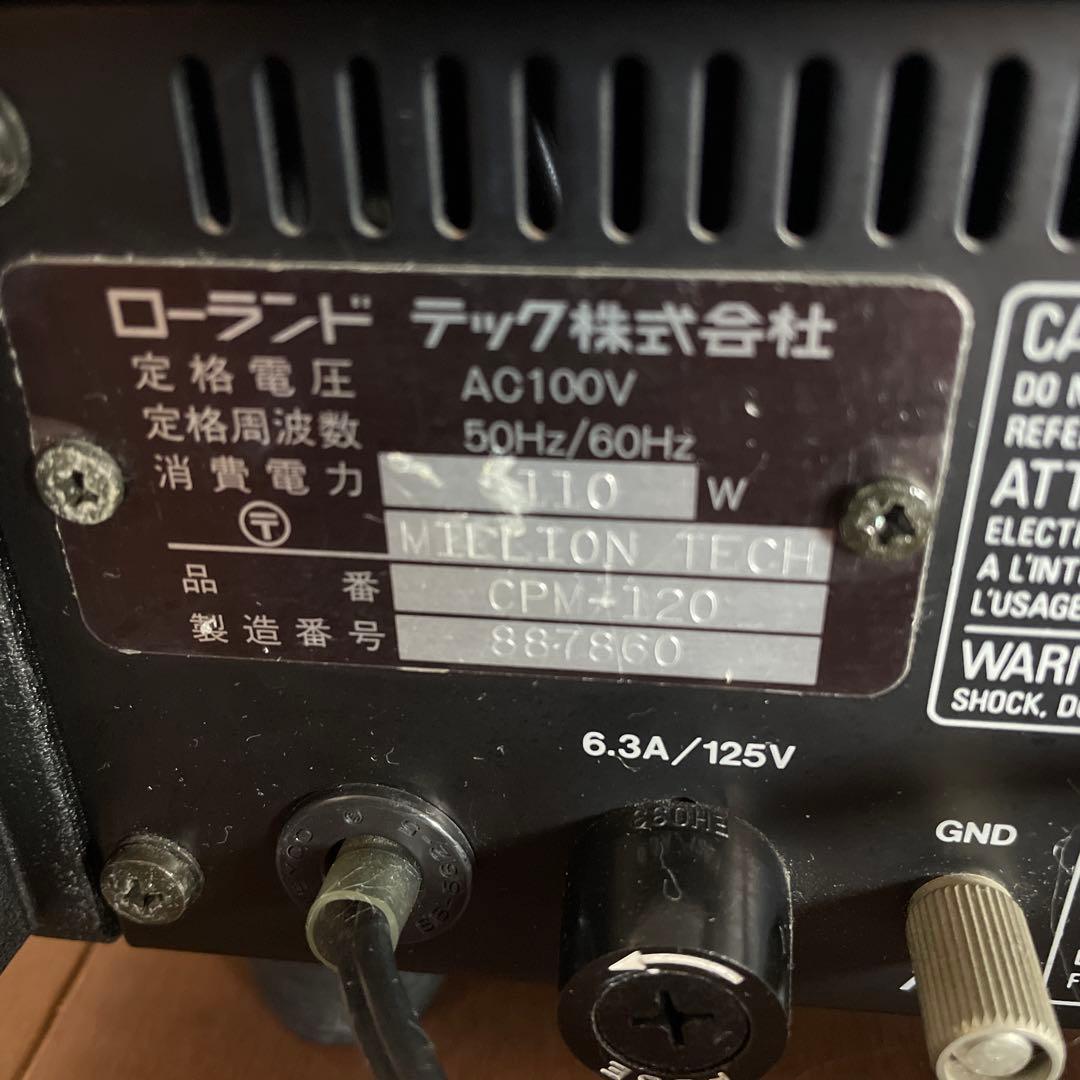 ローランド テック株式会社
定格電圧 AC100V
定格周波数 50Hz/60Hz
消費電力 110 W
〒 MILLION TECH
品番 CPM-120
製造番号 887860
CA
DO N
REFE
ATT
ELECTR
A L'INT
L'USAGE
WARN
SHOCK, DO
6.3A/125V
GND